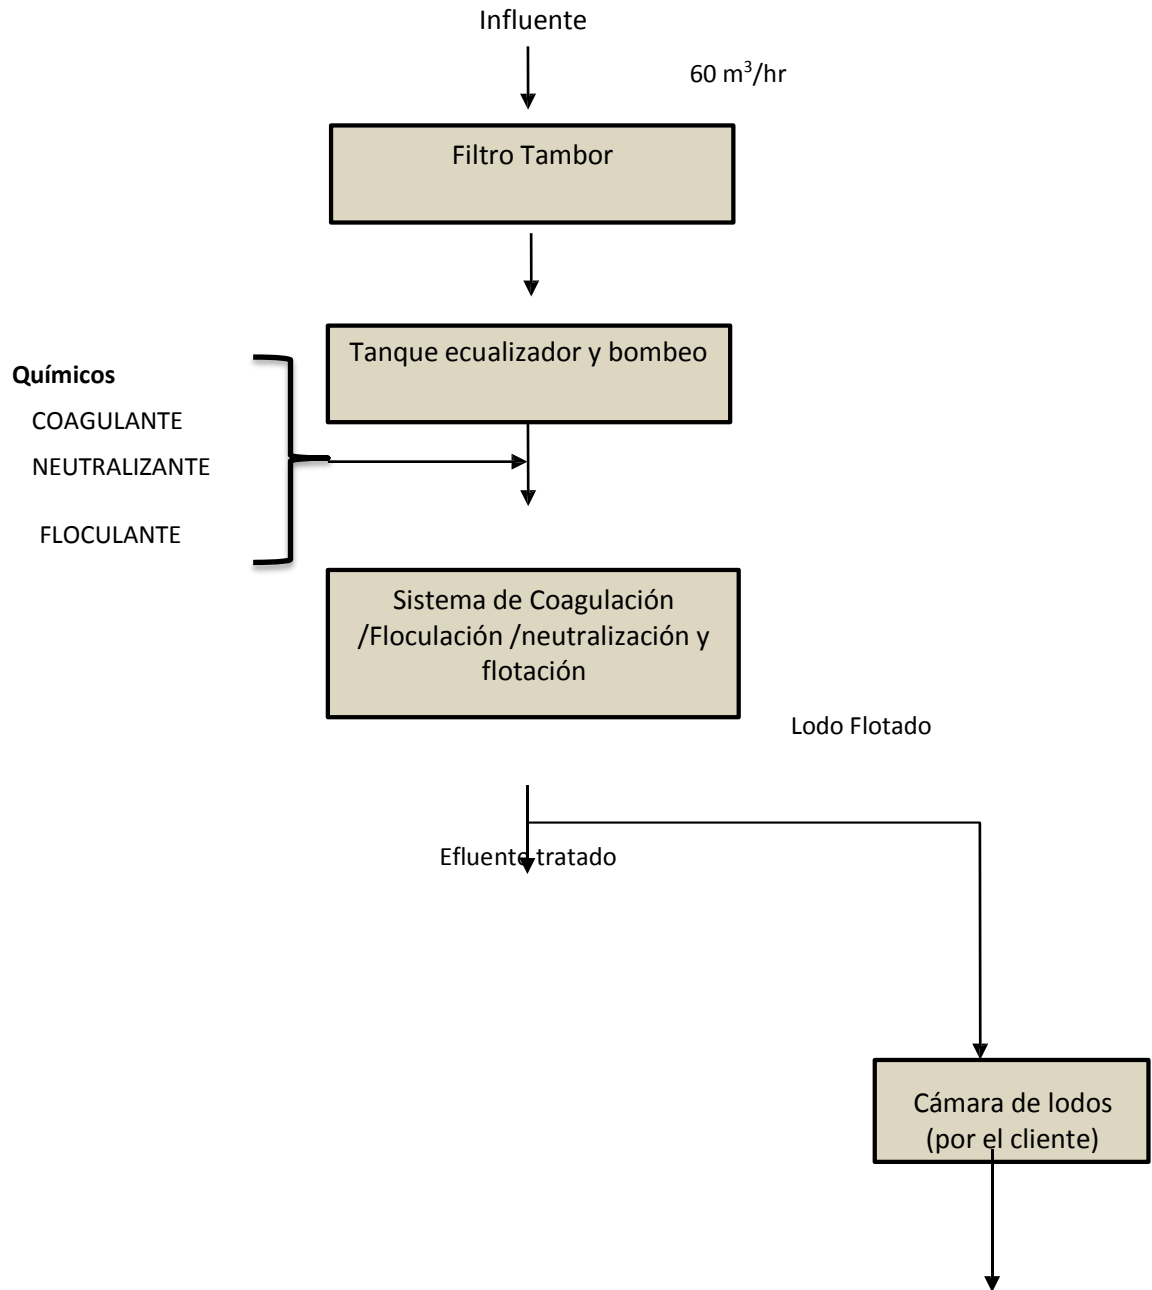 Influente
60 m³/hr
Filtro Tambor
Tanque ecualizador y bombeo
Químicos
COAGULANTE
NEUTRALIZANTE
FLOCULANTE
Sistema de Coagulación
/Floculación /neutralización y
flotación
Lodo Flotado
Efluente tratado
Cámara de lodos
(por el cliente)